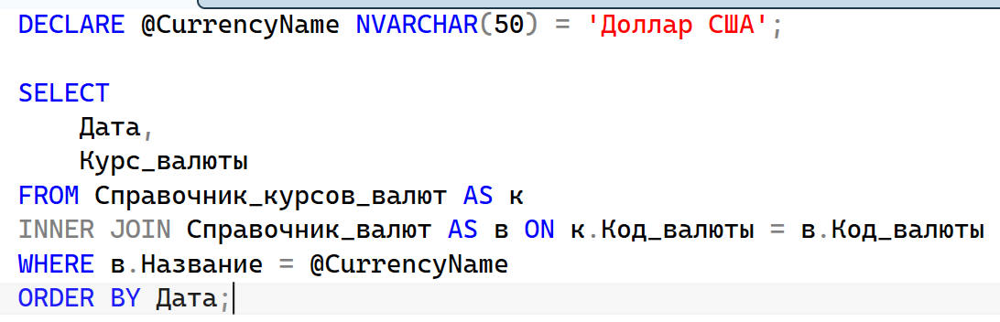 DECLARE @CurrencyName NVARCHAR(50) = 'Доллар США';
SELECT
Дата,
Курс_валюты
FROM Справочник_курсов_валют AS к
INNER JOIN Справочник_валют AS в ON к.Код_валюты = в.Код_валюты
WHERE в.Название = @CurrencyName
ORDER BY Дата;